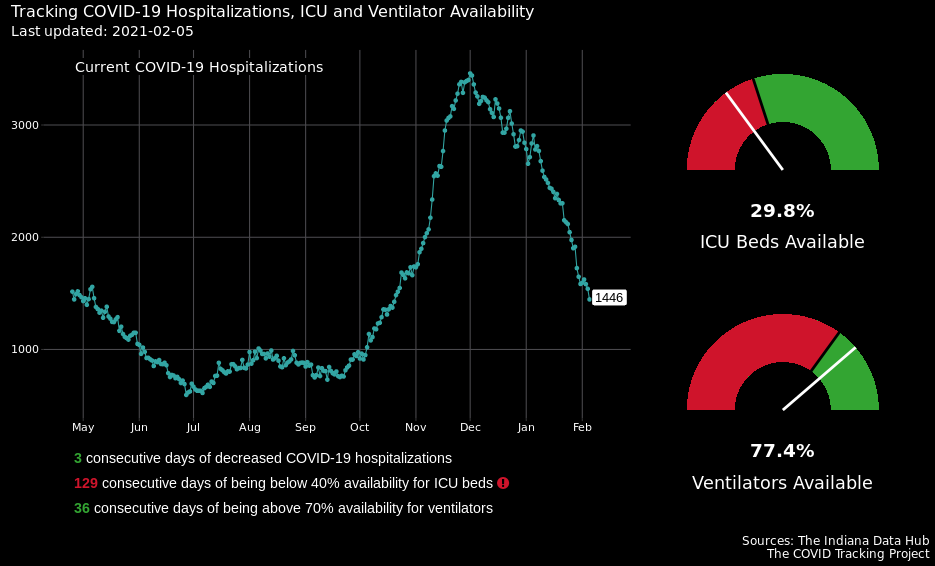 Tracking COVID-19 Hospitalizations, ICU and Ventilator Availability
Last updated: 2021-02-05
Current COVID-19 Hospitalizations
3000
2000
1000
1446
May Jun Jul Aug Sep Oct Nov Dec Jan Feb
29.8%
ICU Beds Available
77.4%
Ventilators Available
3 consecutive days of decreased COVID-19 hospitalizations
129 consecutive days of being below 40% availability for ICU beds !
36 consecutive days of being above 70% availability for ventilators
Sources: The Indiana Data Hub
The COVID Tracking Project